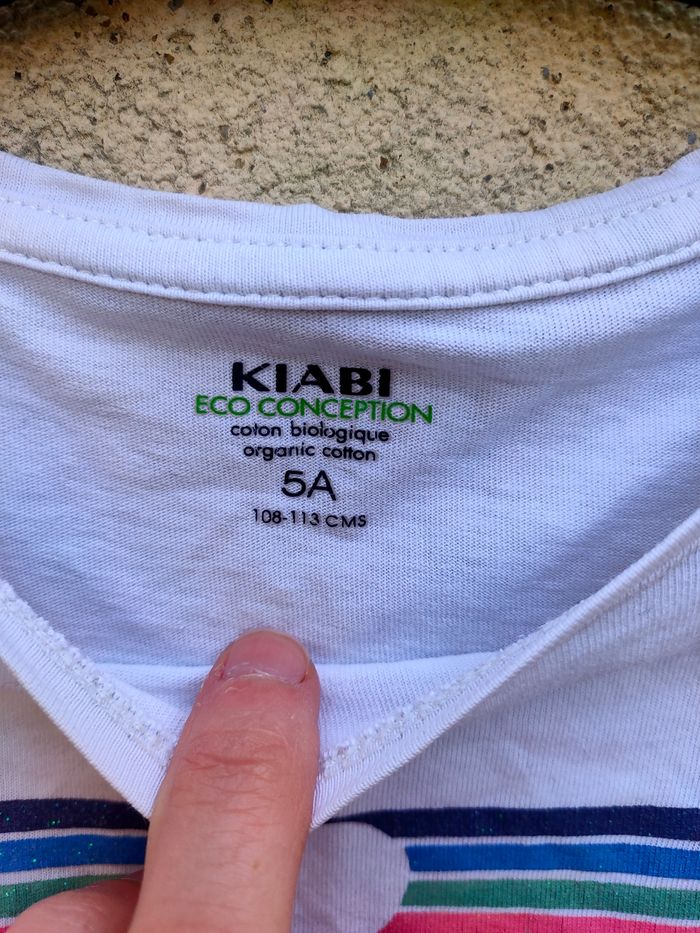 KIABI
ECO CONCEPTION
coton biologique
organic cotton
5A
108-113 CMS